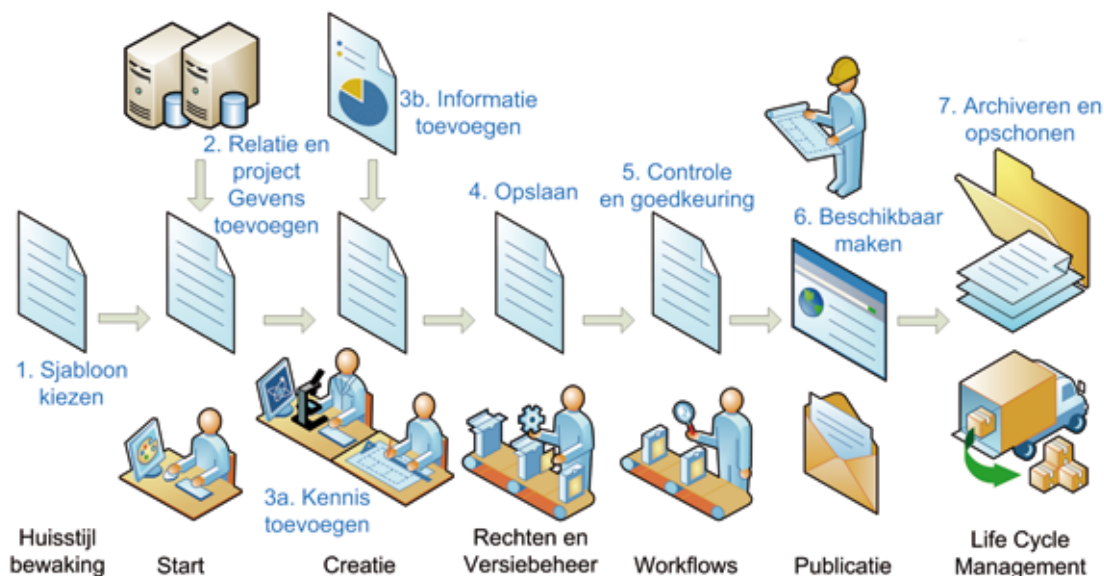 3b. Informatie
toevoegen
2. Relatie en
project
Gevens
toevoegen
7. Archiveren en
opschonen
5. Controle
en goedkeuring
4. Opslaan
6. Beschikbaar
maken
1. Sjabloon
kiezen
3a. Kennis
toevoegen
Huisstijl
bewaking
Start
Creatie
Rechten en
Versiebeheer
Workflows
Publicatie
Life Cycle
Management